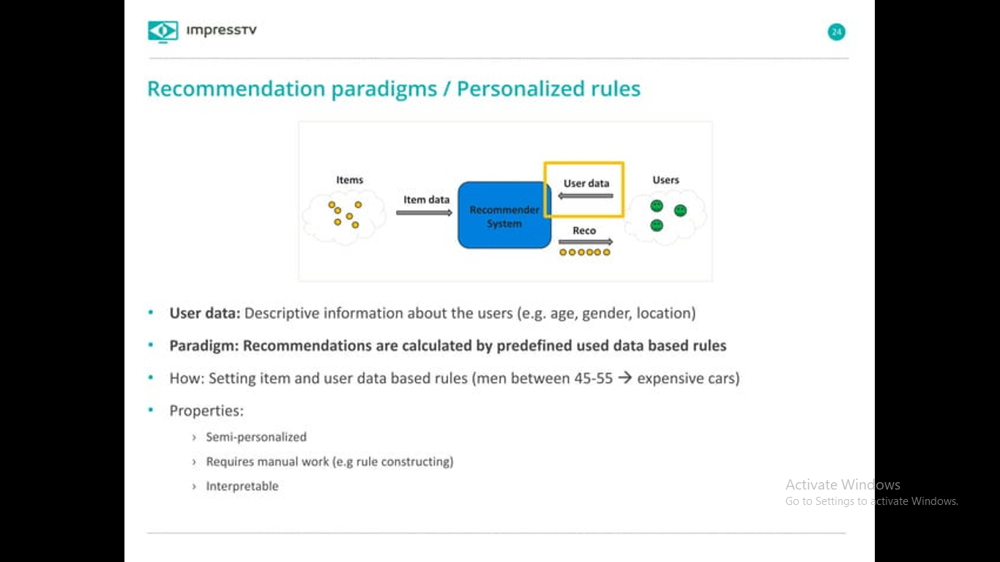 ImpressTV
24
Recommendation paradigms / Personalized rules
Items
Item data
Recommender
System
User data
Reco
Users
• User data: Descriptive information about the users (e.g. age, gender, location)
• Paradigm: Recommendations are calculated by predefined used data based rules
• How: Setting item and user data based rules (men between 45-55 → expensive cars)
• Properties:
› Semi-personalized
› Requires manual work (e.g rule constructing)
› Interpretable
Activate Windows
Go to Settings to activate Windows.